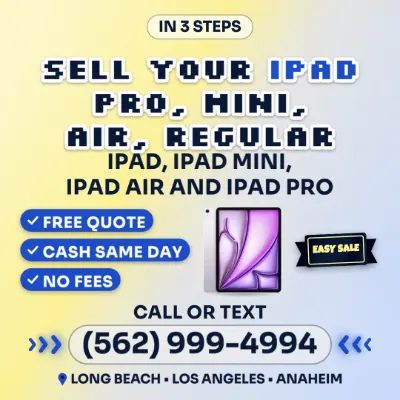 IN 3 STEPS
SELL YOUR IPAD
PRO, MINI,
AIR, REGULAR
IPAD, IPAD MINI,
IPAD AIR AND IPAD PRO
FREE QUOTE
CASH SAME DAY
NO FEES
EASY SALE
CALL OR TEXT
(562) 999-4994
LONG BEACH • LOS ANGELES • ANAHEIM